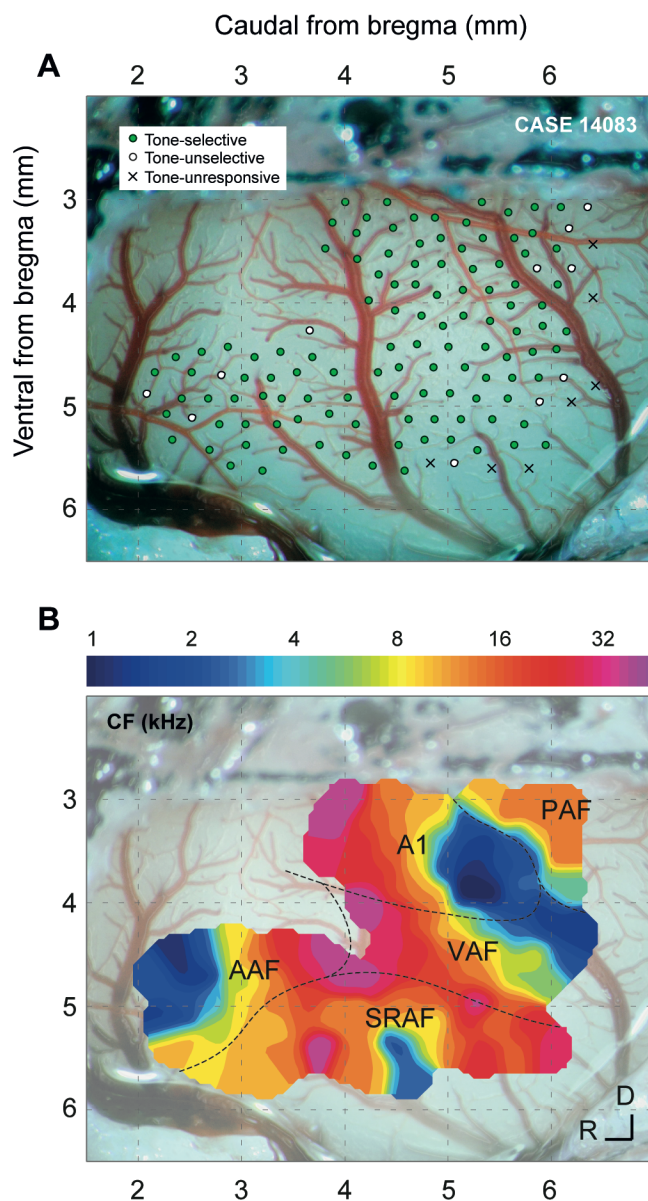 Caudal from bregma (mm)
A
2 3 4 5 6
Tone-selective
Tone-unselective
Tone-unresponsive
CASE 14083
Ventral from bregma (mm)
3
4
5
6
B
1 2 4 8 16 32
CF (kHz)
3
PAF
A1
4
VAF
AAF
5
SRAF
D
6
R
2 3 4 5 6